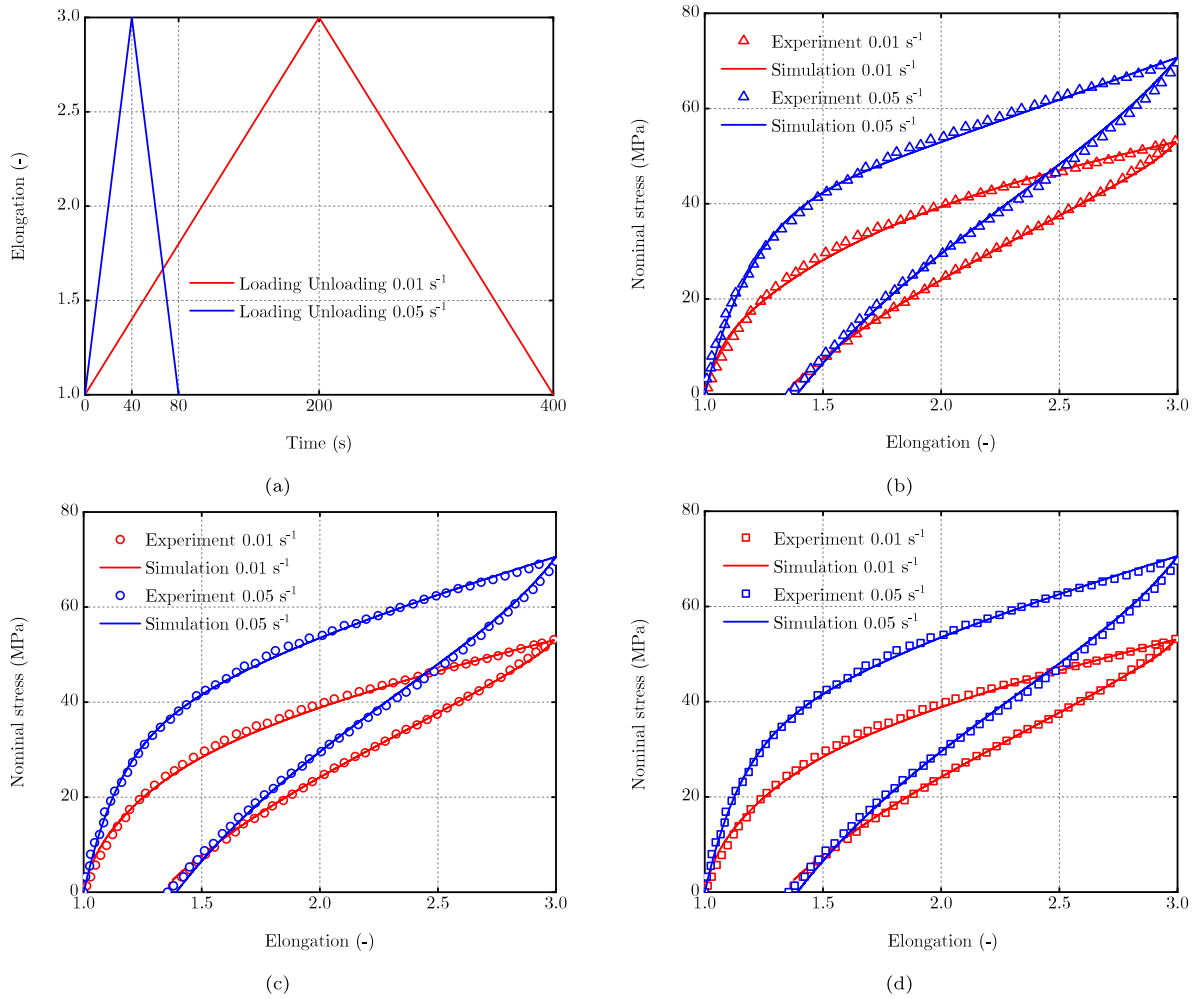 3.0
2.5
2.0
1.5
1.0
Elongation (-)
Loading Unloading 0.01 s-1
Loading Unloading 0.05 s-1
0
40
80
200
400
Time (s)
(a)
80
60
40
20
0
Nominal stress (MPa)
Experiment 0.01 s-1
Simulation 0.01 s-1
Experiment 0.05 s-1
Simulation 0.05 s-1
1.0
1.5
2.0
2.5
3.0
Elongation (-)
(b)
80
60
40
20
0
Nominal stress (MPa)
Experiment 0.01 s-1
Simulation 0.01 s-1
Experiment 0.05 s-1
Simulation 0.05 s-1
1.0
1.5
2.0
2.5
3.0
Elongation (-)
(c)
80
60
40
20
0
Nominal stress (MPa)
Experiment 0.01 s-1
Simulation 0.01 s-1
Experiment 0.05 s-1
Simulation 0.05 s-1
1.0
1.5
2.0
2.5
3.0
Elongation (-)
(d)